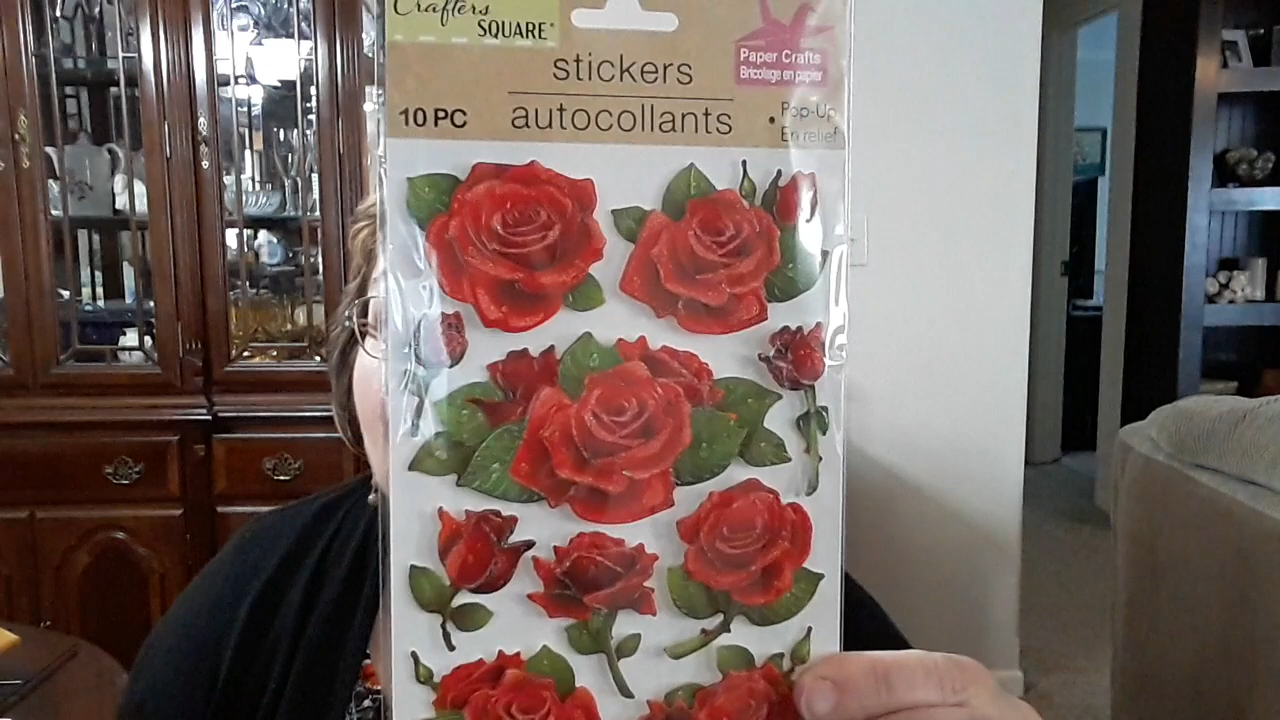 Crafters
SQUARE®
Paper Crafts
Bricolage en papier
stickers
autocollants
10 PC
• Pop-Up
En relief